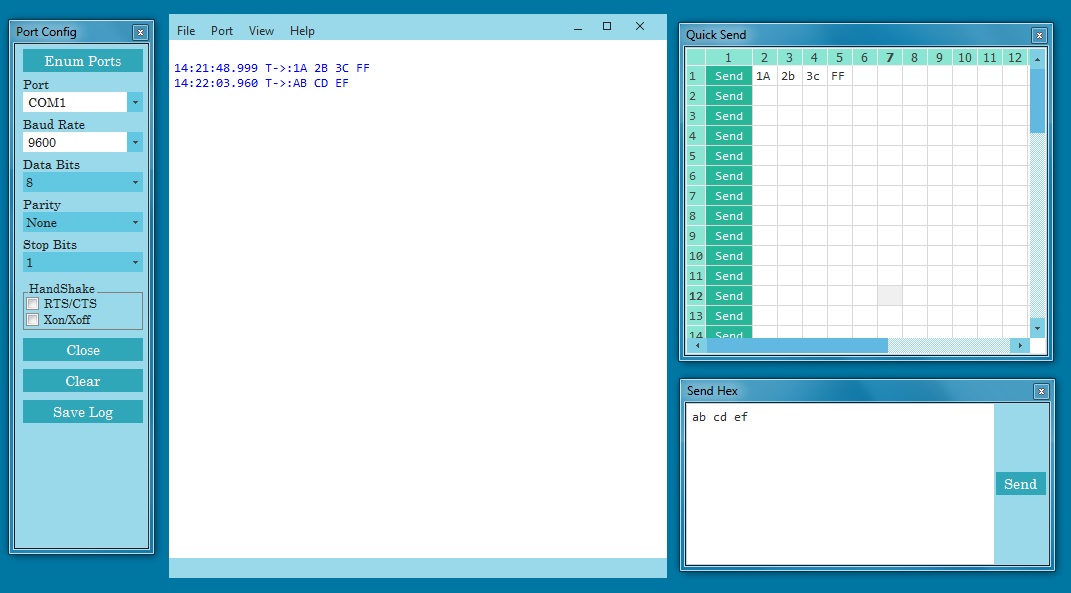 Port Config
Enum Ports
Port
COM1
Baud Rate
9600
Data Bits
8
Parity
None
Stop Bits
1
HandShake
RTS/CTS
Xon/Xoff
Close
Clear
Save Log
File Port View Help
14:21:48.999 T->:1A 2B 3C FF
14:22:03.960 T->:AB CD EF
Quick Send
1 2 3 4 5 6 7 8 9 10 11 12
1 Send 1A 2b 3c FF
2 Send
3 Send
4 Send
5 Send
6 Send
7 Send
8 Send
9 Send
10 Send
11 Send
12 Send
13 Send
14 Send
Send Hex
ab cd ef
Send